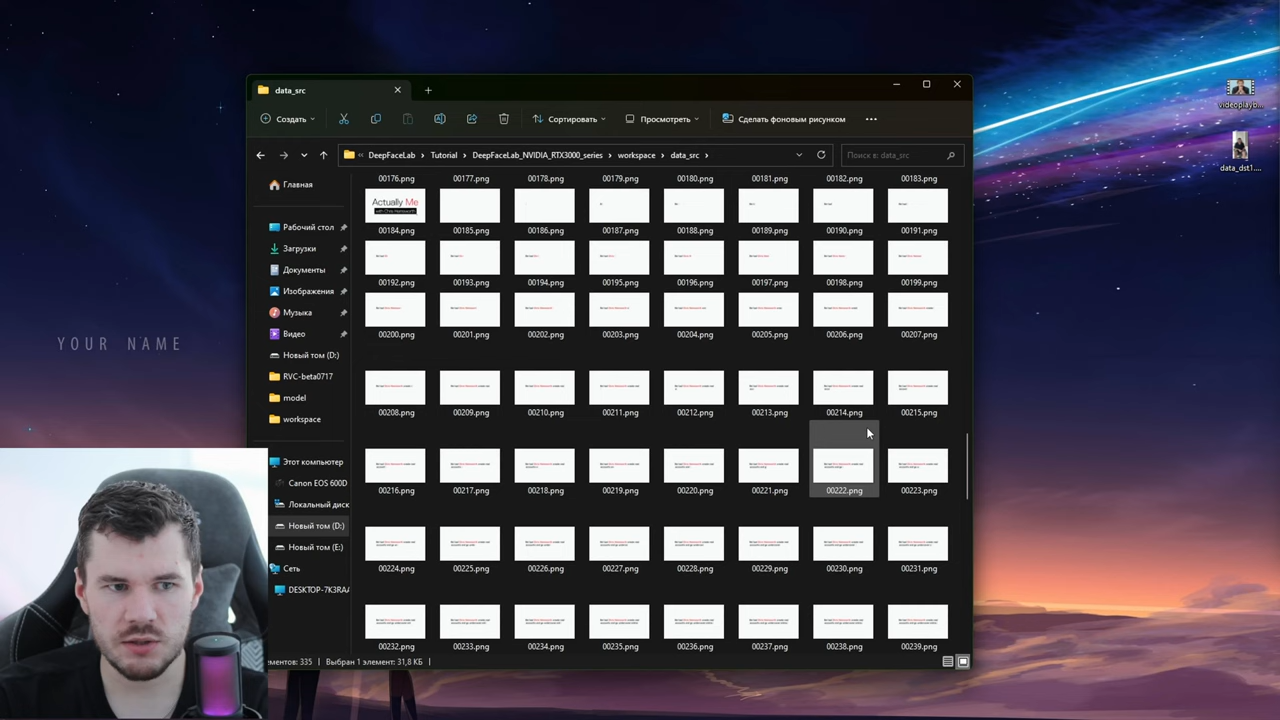 data_src
Создать
Сортировать
Просмотреть
Сделать фоновым рисунком
DeepFaceLab
Tutorial
DeepFaceLab_NVIDIA_RTX3000_series
workspace
data_src
Поиск в: data_src
videoplayb...
data_dst1....
YOUR NAME
Главная
Рабочий стол
Загрузки
Документы
Изображения
Музыка
Видео
Новый том (D:)
RVC-beta0717
model
workspace
Этот компьютер
Canon EOS 600D
Локальный диск
Новый том (D:)
Новый том (E:)
Сеть
DESKTOP-7K3RAA
00176.png 00177.png 00178.png 00179.png 00180.png 00181.png 00182.png 00183.png
Actually Me
with Chris Hemsworth
00184.png 00185.png 00186.png 00187.png 00188.png 00189.png 00190.png 00191.png
00192.png 00193.png 00194.png 00195.png 00196.png 00197.png 00198.png 00199.png
00200.png 00201.png 00202.png 00203.png 00204.png 00205.png 00206.png 00207.png
00208.png 00209.png 00210.png 00211.png 00212.png 00213.png 00214.png 00215.png
00216.png 00217.png 00218.png 00219.png 00220.png 00221.png 00222.png 00223.png
00224.png 00225.png 00226.png 00227.png 00228.png 00229.png 00230.png 00231.png
00232.png 00233.png 00234.png 00235.png 00236.png 00237.png 00238.png 00239.png
ементов: 335
Выбран 1 элемент: 31,8 КБ